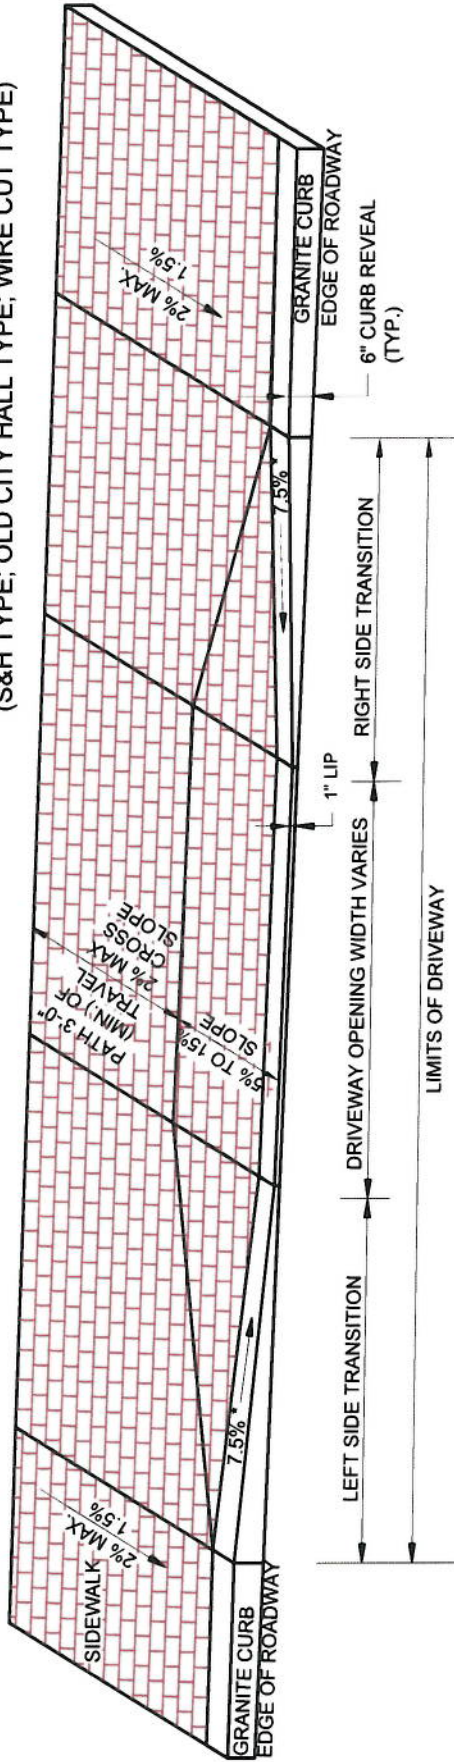 (S&H TYPE; OLD CITY HALL TYPE; WIRE CUT TYPE)
SIDEWALK
1.5%
2% MAX.
PATH 3'-0"
(MIN.) OF
TRAVEL
2% MAX
CROSS
SLOPE
5% TO 15%
SLOPE
1.5%
2% MAX.
7.5% *
7.5% *
GRANITE CURB
EDGE OF ROADWAY
GRANITE CURB
EDGE OF ROADWAY
1" LIP
6" CURB REVEAL
(TYP.)
LEFT SIDE TRANSITION
DRIVEWAY OPENING WIDTH VARIES
RIGHT SIDE TRANSITION
LIMITS OF DRIVEWAY